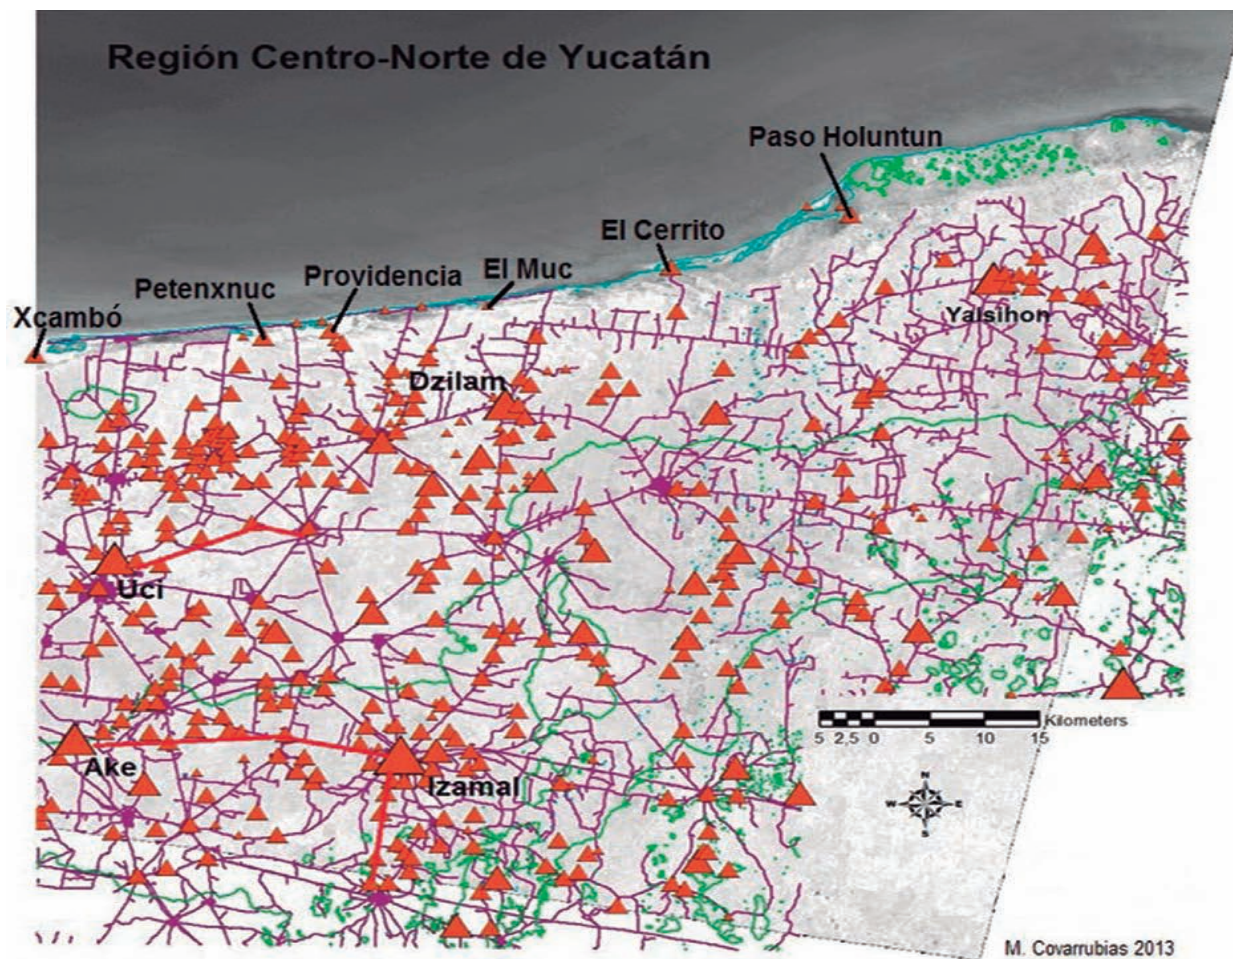 Región Centro-Norte de Yucatán
Paso Holuntun
El Cerrito
El Muc
Providencia
Petenxnuc
Xcambó
Yalsihon
Dzilam
Uci
Kilometers
5 2,5 0 5 10 15
Ake
Izamal
N
W E
S
M. Covarrubias 2013